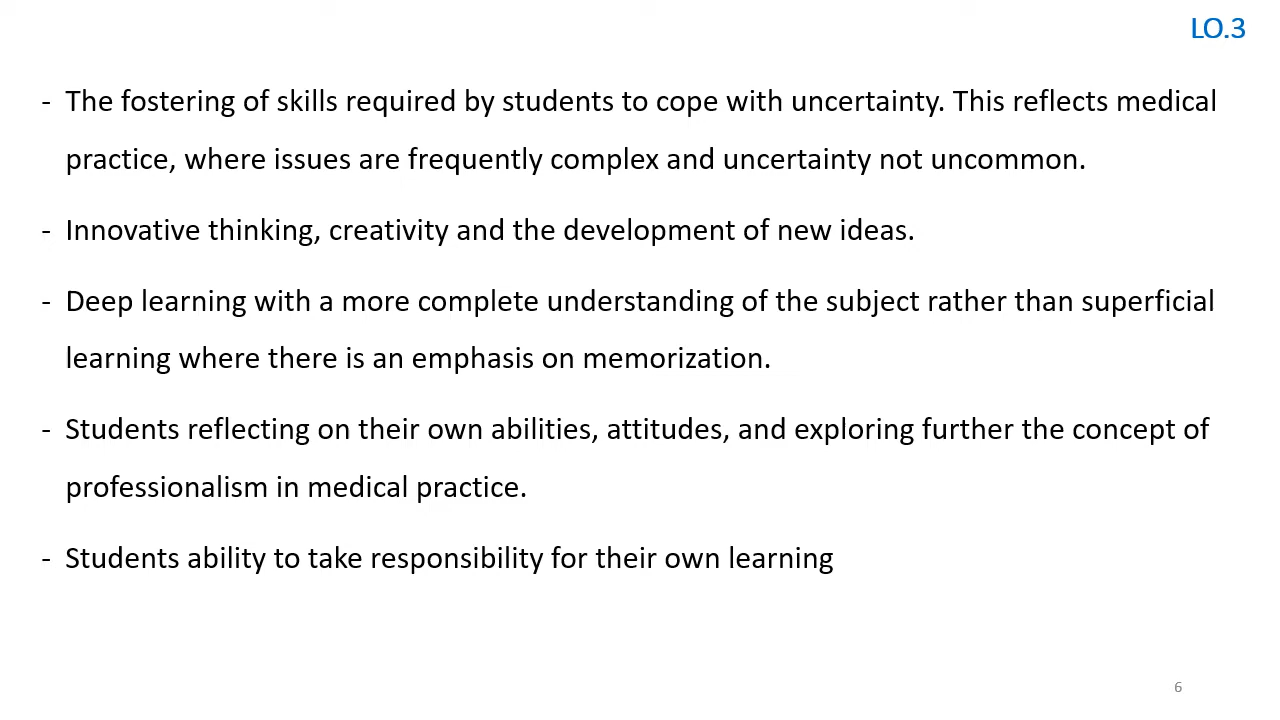 LO.3
- The fostering of skills required by students to cope with uncertainty. This reflects medical
practice, where issues are frequently complex and uncertainty not uncommon.
- Innovative thinking, creativity and the development of new ideas.
- Deep learning with a more complete understanding of the subject rather than superficial
learning where there is an emphasis on memorization.
- Students reflecting on their own abilities, attitudes, and exploring further the concept of
professionalism in medical practice.
- Students ability to take responsibility for their own learning
6